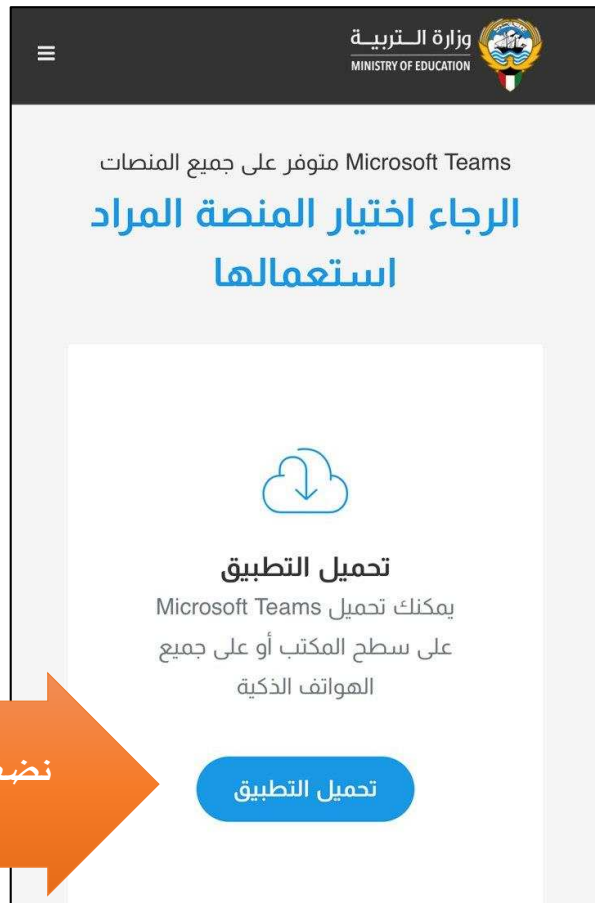 وزارة الــتربيــة
MINISTRY OF EDUCATION
Microsoft Teams متوفر على جميع المنصات
الرجاء اختيار المنصة المراد
استعمالها
تحميل التطبيق
يمكنك تحميل Microsoft Teams
على سطح المكتب أو على جميع
الهواتف الذكية
تحميل التطبيق